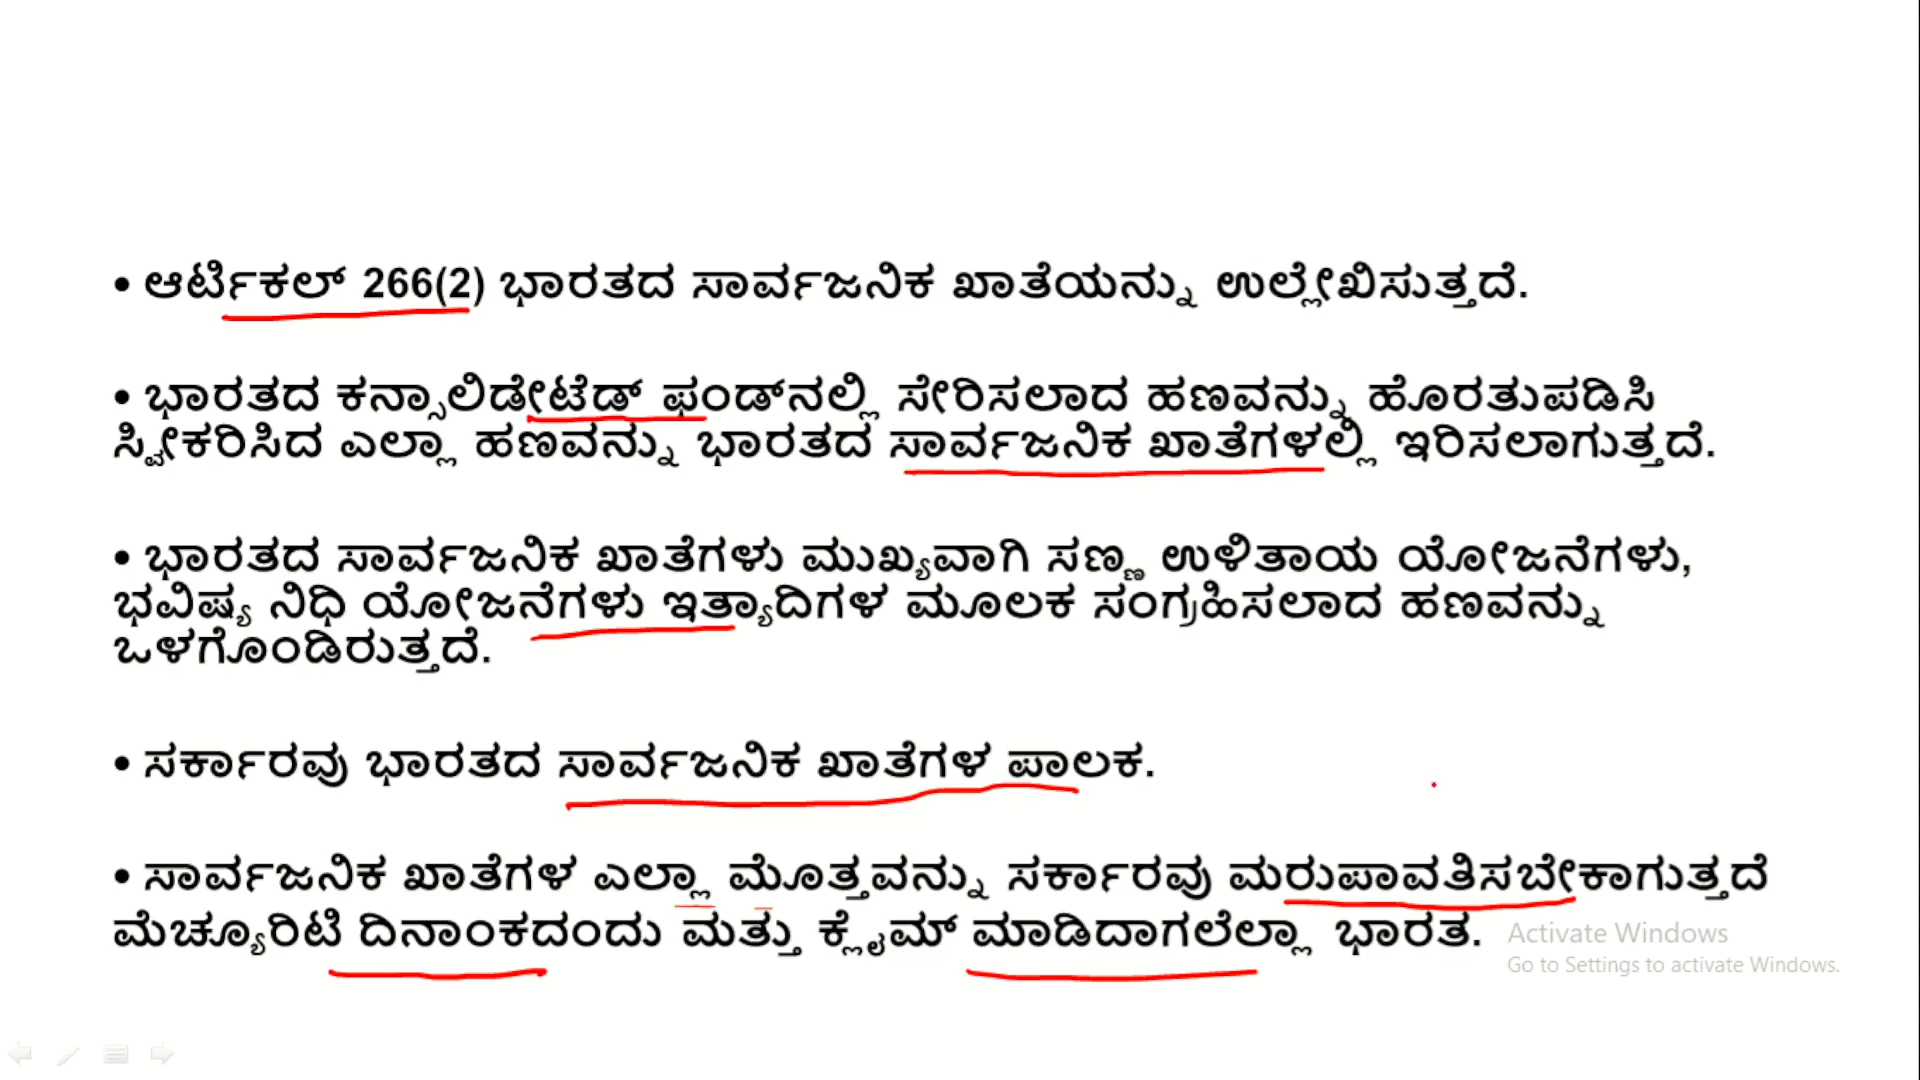 • ಆರ್ಟಿಕಲ್ 266(2) ಭಾರತದ ಸಾರ್ವಜನಿಕ ಖಾತೆಯನ್ನು ಉಲ್ಲೇಖಿಸುತ್ತದೆ.
• ಭಾರತದ ಕನ್ಸಾಲಿಡೇಟೆಡ್ ಫಂಡ್‌ನಲ್ಲಿ ಸೇರಿಸಲಾದ ಹಣವನ್ನು ಹೊರತುಪಡಿಸಿ
ಸ್ವೀಕರಿಸಿದ ಎಲ್ಲಾ ಹಣವನ್ನು ಭಾರತದ ಸಾರ್ವಜನಿಕ ಖಾತೆಗಳಲ್ಲಿ ಇರಿಸಲಾಗುತ್ತದೆ.
• ಭಾರತದ ಸಾರ್ವಜನಿಕ ಖಾತೆಗಳು ಮುಖ್ಯವಾಗಿ ಸಣ್ಣ ಉಳಿತಾಯ ಯೋಜನೆಗಳು,
ಭವಿಷ್ಯ ನಿಧಿ ಯೋಜನೆಗಳು ಇತ್ಯಾದಿಗಳ ಮೂಲಕ ಸಂಗ್ರಹಿಸಲಾದ ಹಣವನ್ನು
ಒಳಗೊಂಡಿರುತ್ತದೆ.
• ಸರ್ಕಾರವು ಭಾರತದ ಸಾರ್ವಜನಿಕ ಖಾತೆಗಳ ಪಾಲಕ.
• ಸಾರ್ವಜನಿಕ ಖಾತೆಗಳ ಎಲ್ಲಾ ಮೊತ್ತವನ್ನು ಸರ್ಕಾರವು ಮರುಪಾವತಿಸಬೇಕಾಗುತ್ತದೆ
ಮೆಚ್ಯೂರಿಟಿ ದಿನಾಂಕದಂದು ಮತ್ತು ಕ್ಲೈಮ್ ಮಾಡಿದಾಗಲೆಲ್ಲಾ ಭಾರತ.
Activate Windows
Go to Settings to activate Windows.